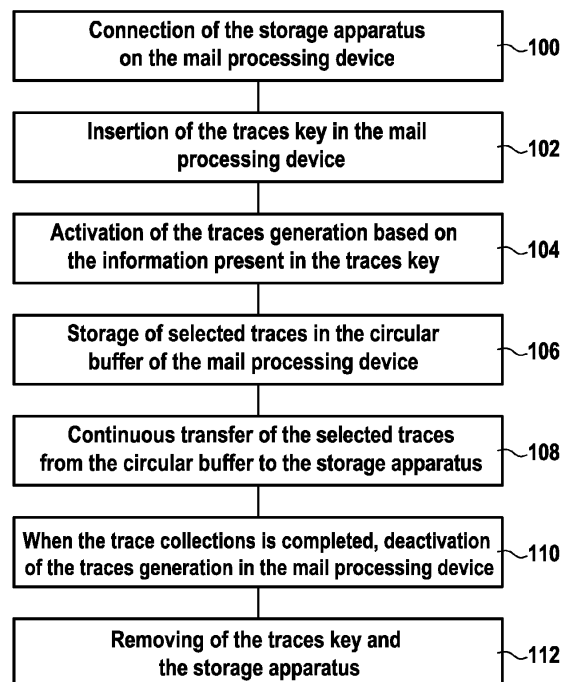 Connection of the storage apparatus
on the mail processing device
100
Insertion of the traces key in the mail
processing device
102
Activation of the traces generation based on
the information present in the traces key
104
Storage of selected traces in the circular
buffer of the mail processing device
106
Continuous transfer of the selected traces
from the circular buffer to the storage apparatus
108
When the trace collections is completed, deactivation
of the traces generation in the mail processing device
110
Removing of the traces key and
the storage apparatus
112